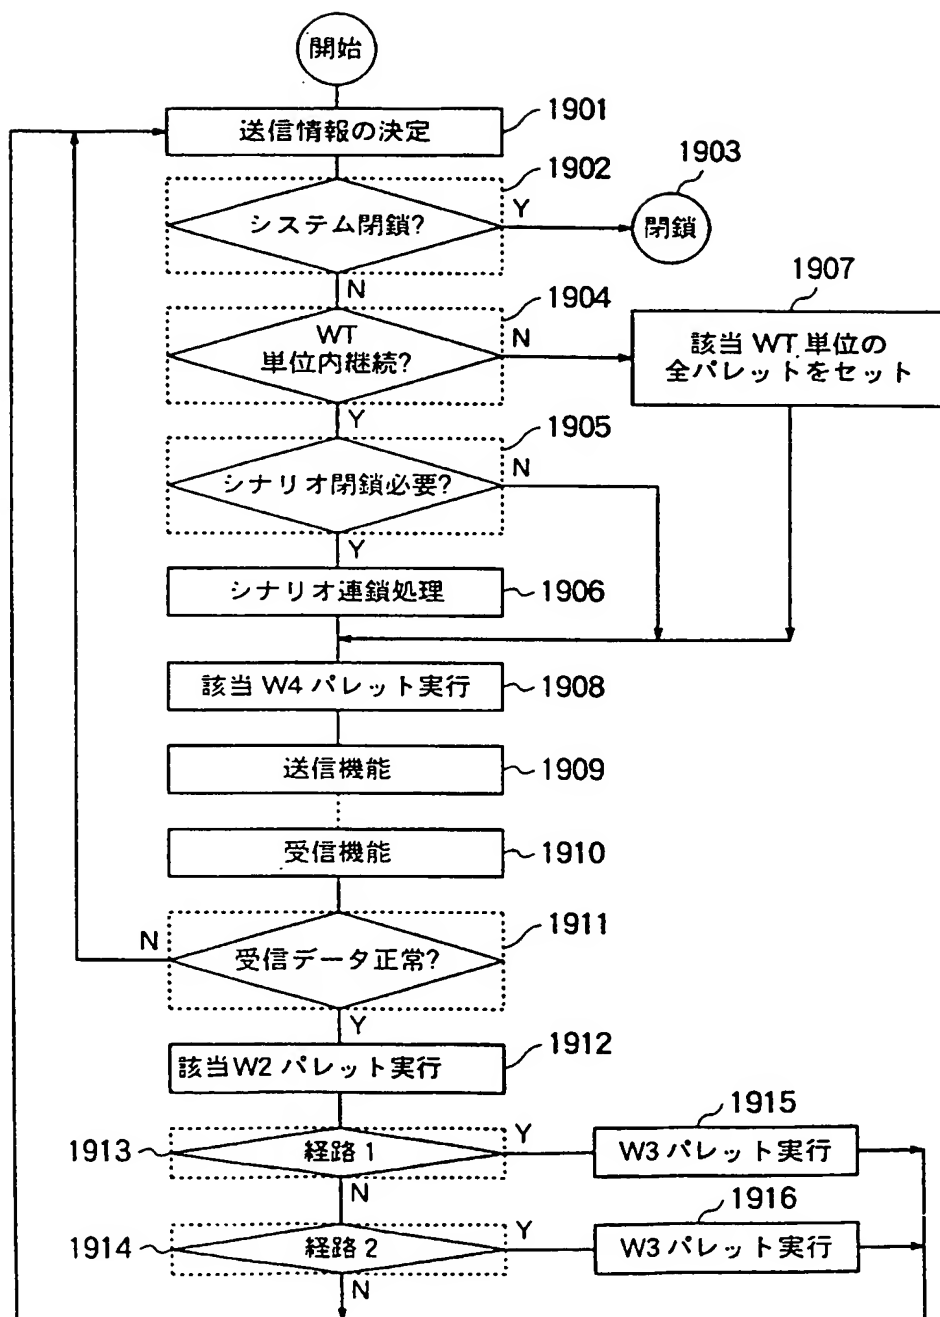 開始
送信情報の決定
1901
1902
システム閉鎖?
Y
1903
閉鎖
N
1904
WT
単位内継続?
N
1907
該当 WT 単位の
全パレットをセット
Y
1905
シナリオ閉鎖必要?
N
Y
シナリオ連鎖処理
1906
該当 W4 パレット実行
1908
送信機能
1909
受信機能
1910
1911
受信データ正常?
N
Y
該当W2 パレット実行
1912
1913
経路 1
Y
1915
W3 パレット実行
N
1914
経路 2
Y
1916
W3 パレット実行
N